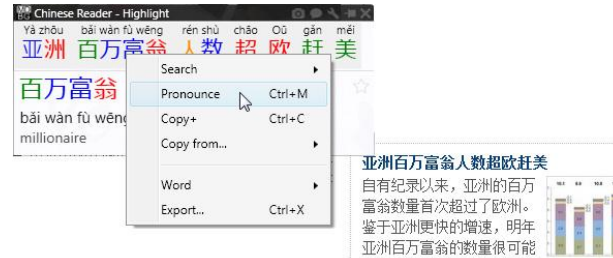 Chinese Reader - Highlight
Yà zhōu bǎi wàn fù wēng rén shù chāo Oū gǎn měi
亚洲 百万富翁 人数 超 欧 赶 美
百万富翁
bǎi wàn fù wēng
millionaire
Search
Pronounce Ctrl+M
Copy+ Ctrl+C
Copy from...
Word
Export... Ctrl+X
亚洲百万富翁人数超欧赶美
自有纪录以来，亚洲的百万
富翁数量首次超过了欧洲。
鉴于亚洲更快的增速，明年
亚洲百万富翁的数量很可能